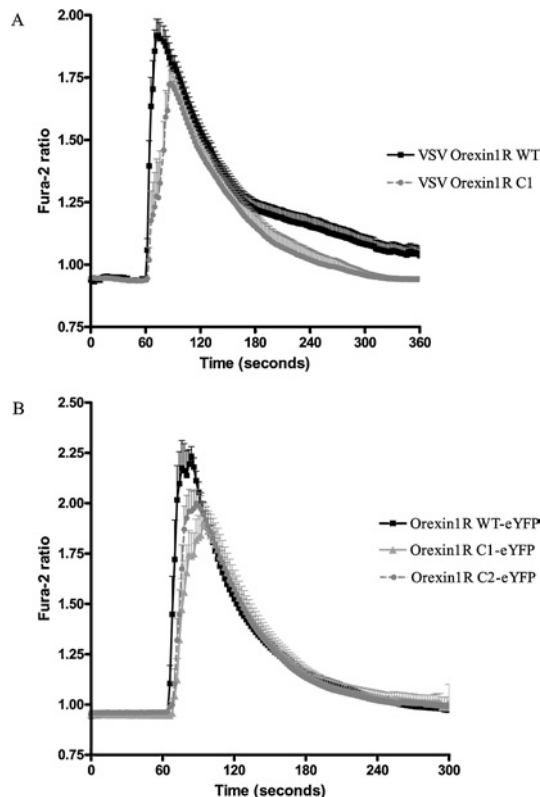 A
2.00
1.75
1.50
1.25
1.00
0.75
Fura-2 ratio
VSV Orexin1R WT
VSV Orexin1R C1
0 60 120 180 240 300 360
Time (seconds)
B
2.50
2.25
2.00
1.75
1.50
1.25
1.00
0.75
Fura-2 ratio
Orexin1R WT-eYFP
Orexin1R C1-eYFP
Orexin1R C2-eYFP
0 60 120 180 240 300
Time (seconds)